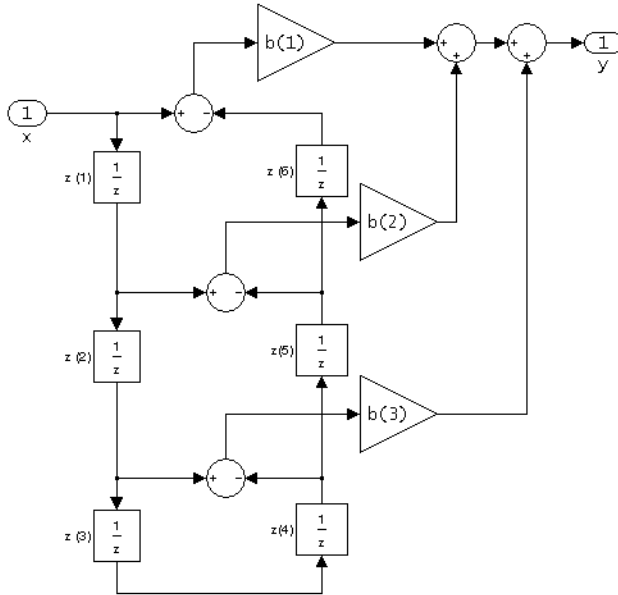 b(1)
+
+
+
+
1
y
1
x
+
−
z (1)
1
z
z (6)
1
z
b(2)
+
−
z (2)
1
z
z(5)
1
z
b(3)
+
−
z (3)
1
z
z(4)
1
z